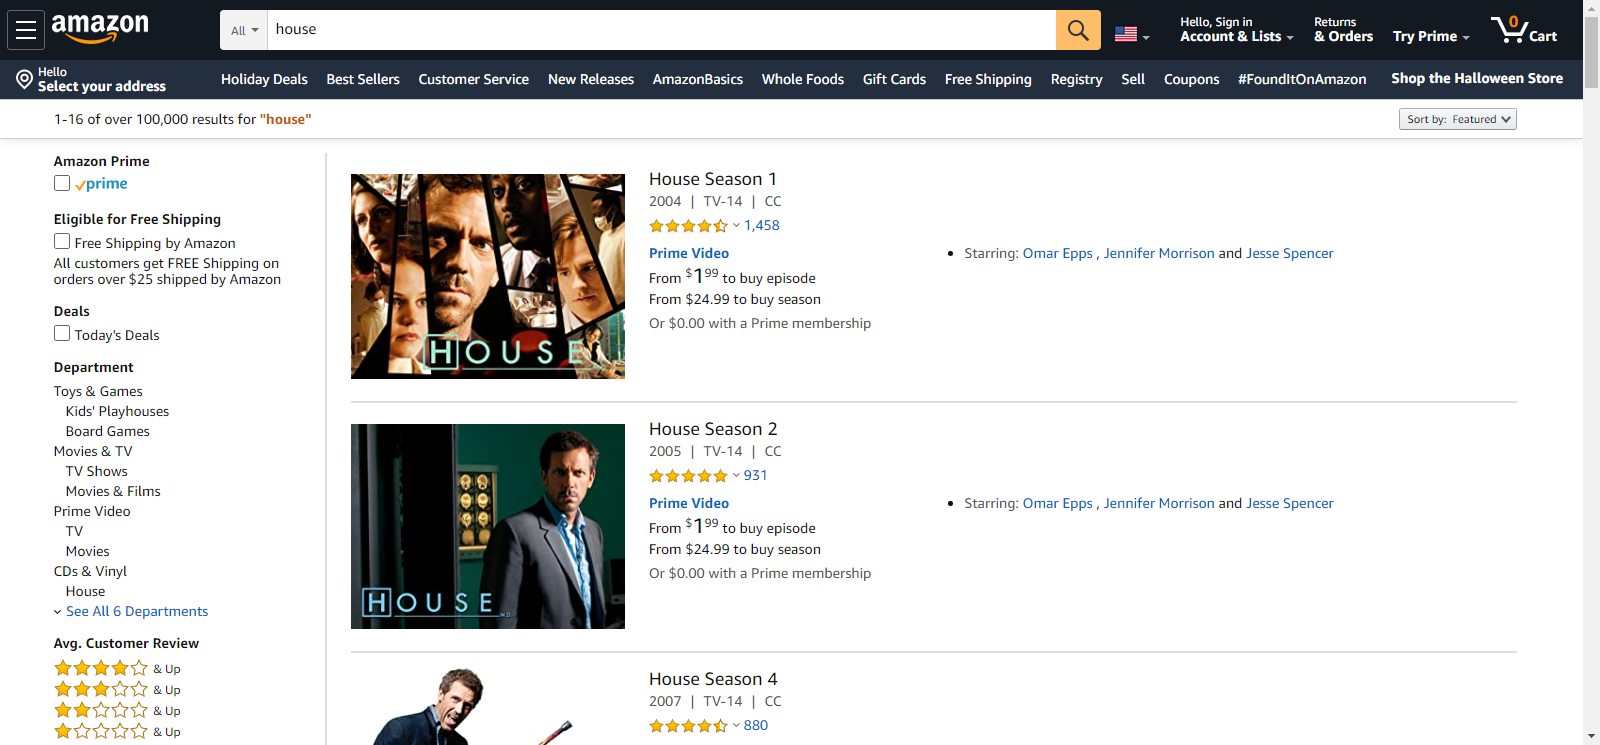 amazon
All
house
Hello, Sign in
Account & Lists
Returns
& Orders
Try Prime
0
Cart
Hello
Select your address
Holiday Deals
Best Sellers
Customer Service
New Releases
AmazonBasics
Whole Foods
Gift Cards
Free Shipping
Registry
Sell
Coupons
#FoundItOnAmazon
Shop the Halloween Store
1-16 of over 100,000 results for "house"
Sort by: Featured
Amazon Prime
prime
Eligible for Free Shipping
Free Shipping by Amazon
All customers get FREE Shipping on
orders over $25 shipped by Amazon
Deals
Today's Deals
Department
Toys & Games
Kids' Playhouses
Board Games
Movies & TV
TV Shows
Movies & Films
Prime Video
TV
Movies
CDs & Vinyl
House
See All 6 Departments
Avg. Customer Review
& Up
& Up
& Up
& Up
HOUSE
House Season 1
2004 | TV-14 | CC
1,458
Prime Video
From $1.99 to buy episode
From $24.99 to buy season
Or $0.00 with a Prime membership
Starring: Omar Epps , Jennifer Morrison and Jesse Spencer
HOUSE M.D.
House Season 2
2005 | TV-14 | CC
931
Prime Video
From $1.99 to buy episode
From $24.99 to buy season
Or $0.00 with a Prime membership
Starring: Omar Epps , Jennifer Morrison and Jesse Spencer
House Season 4
2007 | TV-14 | CC
880